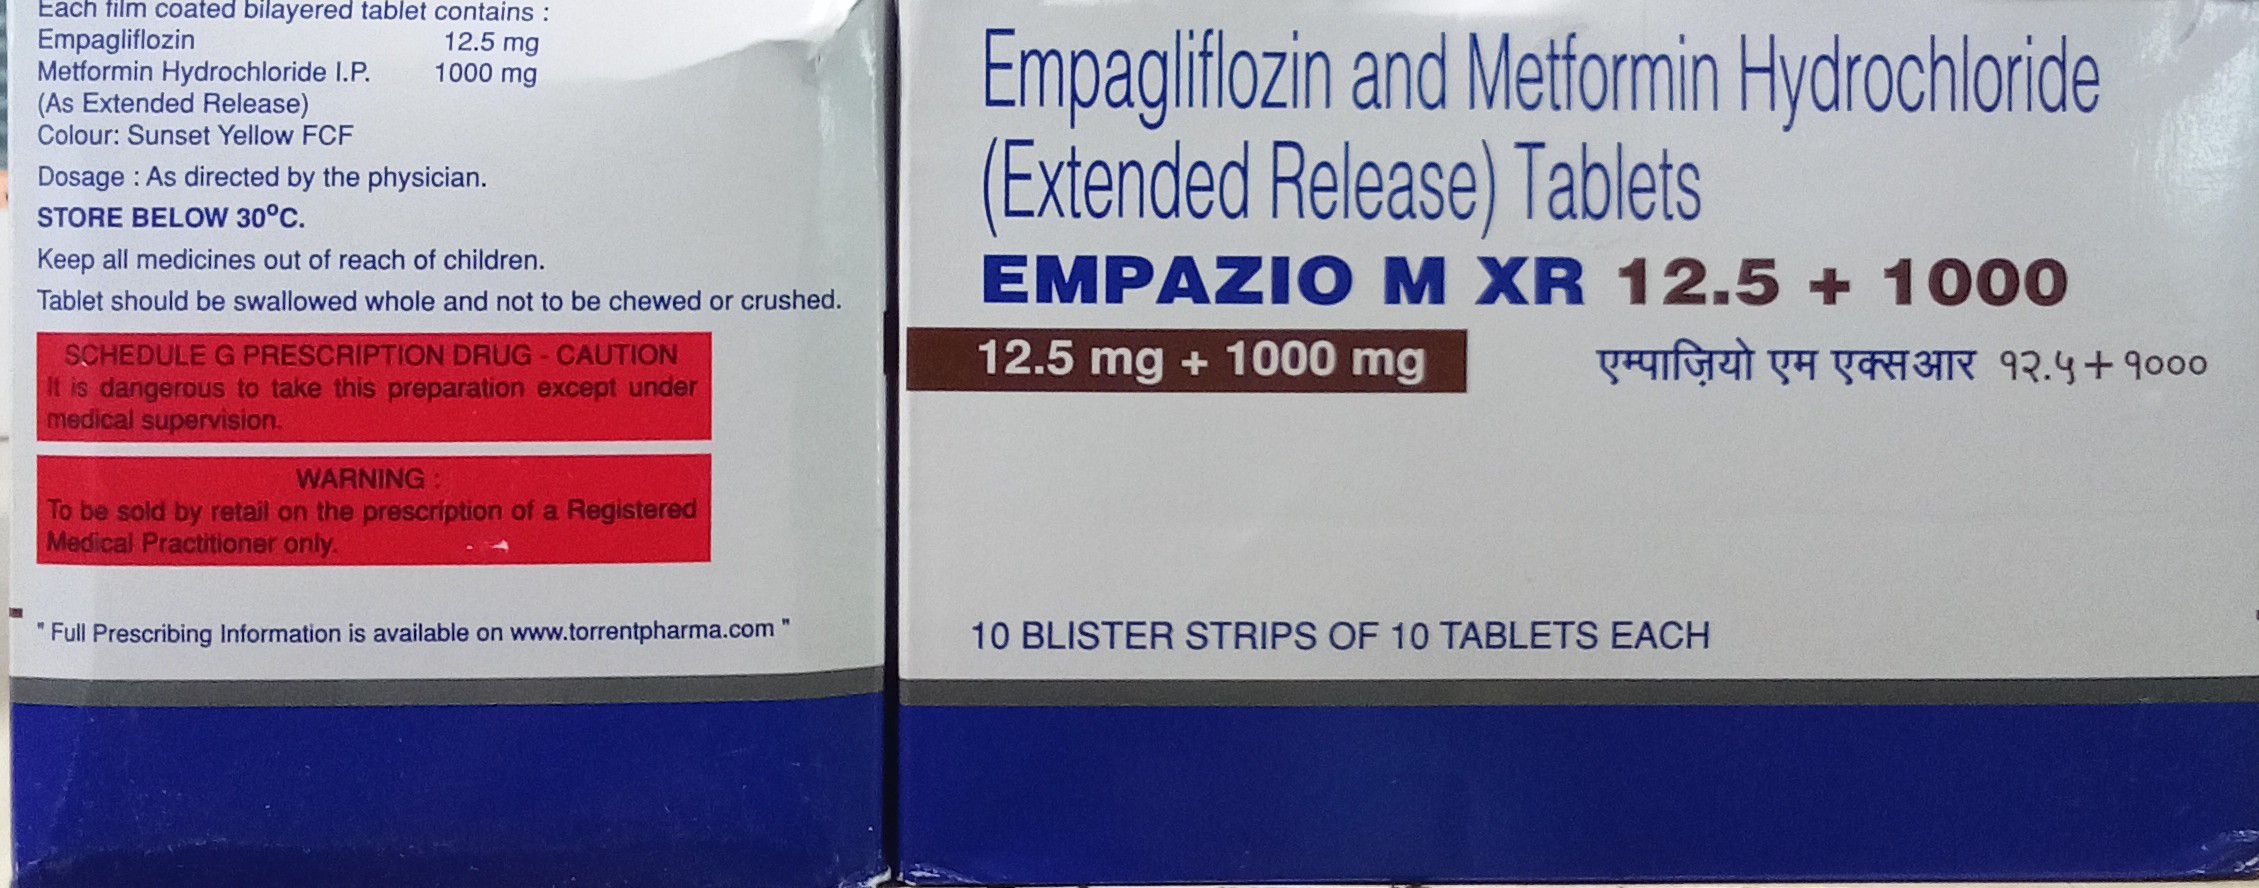 Each film coated bilayered tablet contains :
Empagliflozin 12.5 mg
Metformin Hydrochloride I.P. 1000 mg
(As Extended Release)
Colour: Sunset Yellow FCF
Dosage : As directed by the physician.
STORE BELOW 30°C.
Keep all medicines out of reach of children.
Tablet should be swallowed whole and not to be chewed or crushed.
SCHEDULE G PRESCRIPTION DRUG - CAUTION
It is dangerous to take this preparation except under
medical supervision.
WARNING :
To be sold by retail on the prescription of a Registered
Medical Practitioner only.
" Full Prescribing Information is available on www.torrentpharma.com "
Empagliflozin and Metformin Hydrochloride
(Extended Release) Tablets
EMPAZIO M XR 12.5 + 1000
12.5 mg + 1000 mg
एम्पाज़ियो एम एक्सआर १२.५+१०००
10 BLISTER STRIPS OF 10 TABLETS EACH